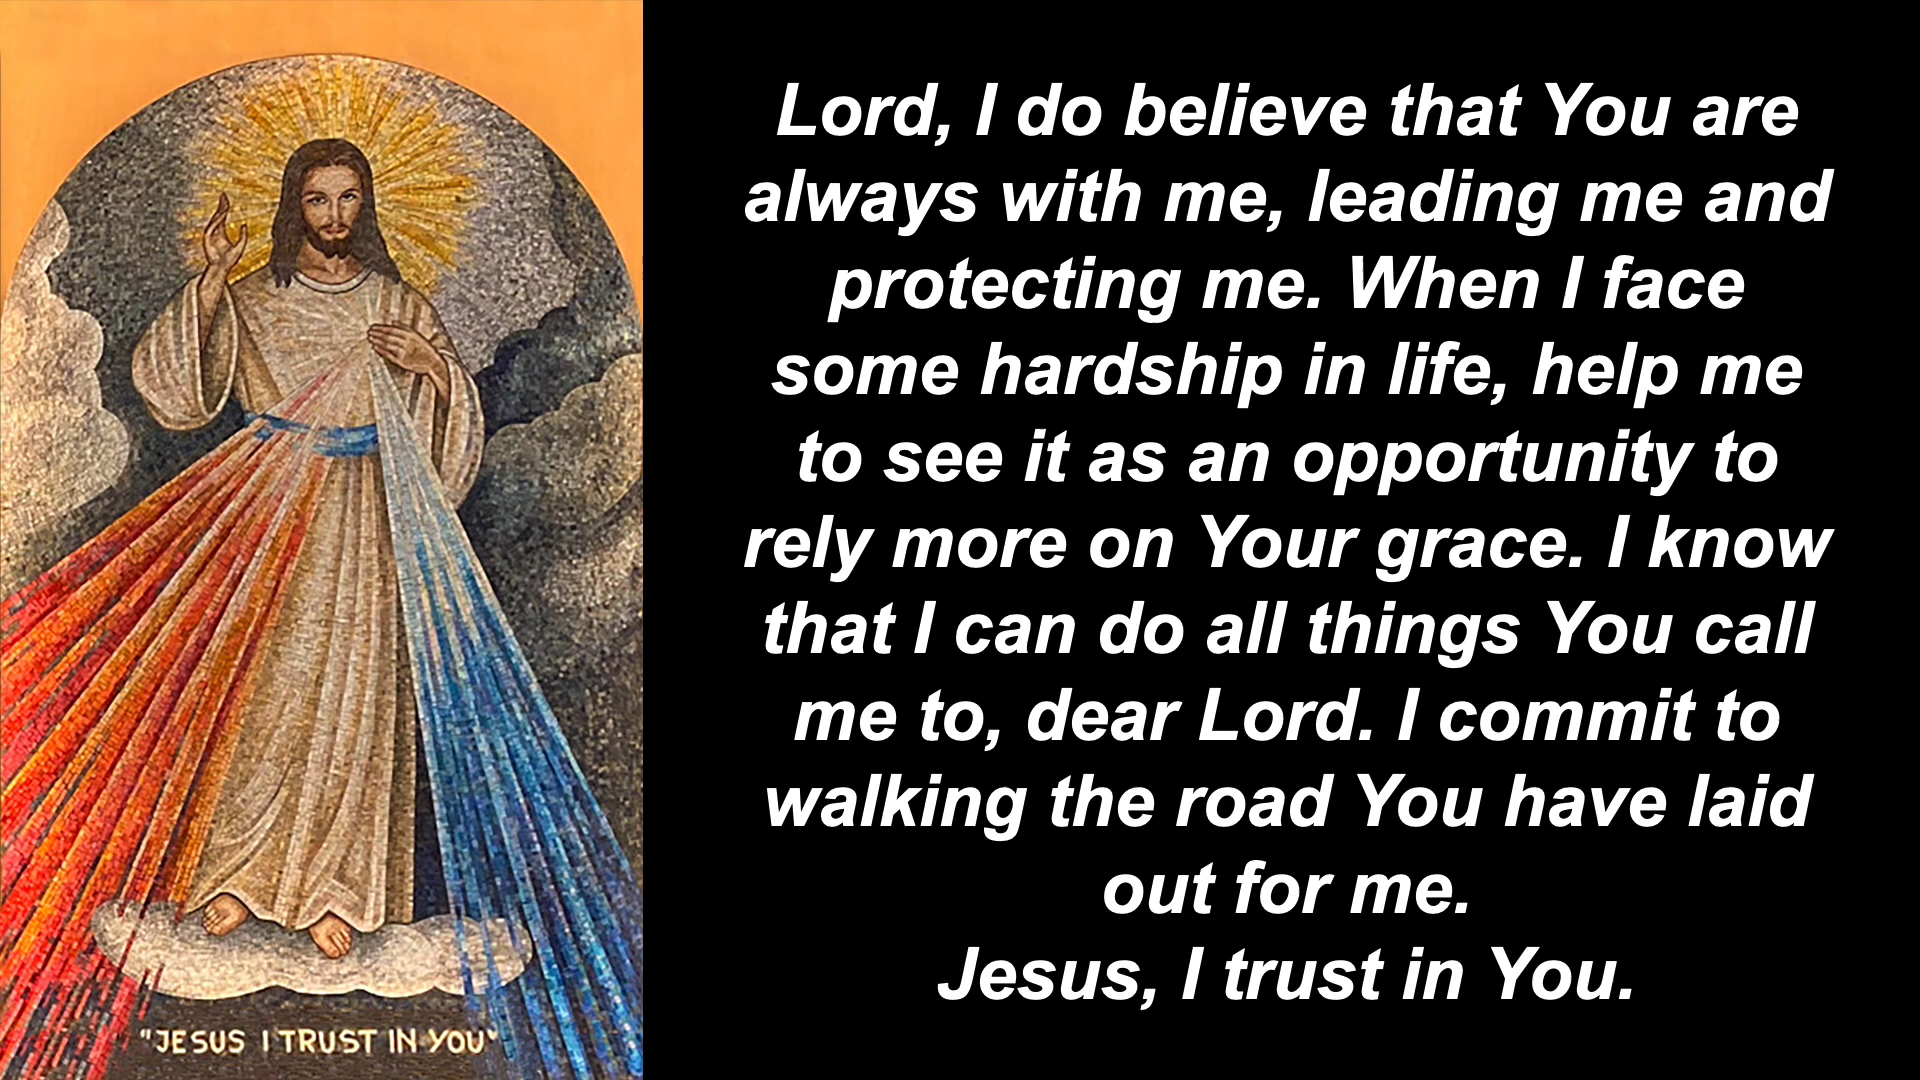 Lord, I do believe that You are
always with me, leading me and
protecting me. When I face
some hardship in life, help me
to see it as an opportunity to
rely more on Your grace. I know
that I can do all things You call
me to, dear Lord. I commit to
walking the road You have laid
out for me.
Jesus, I trust in You.
"JESUS I TRUST IN YOU"